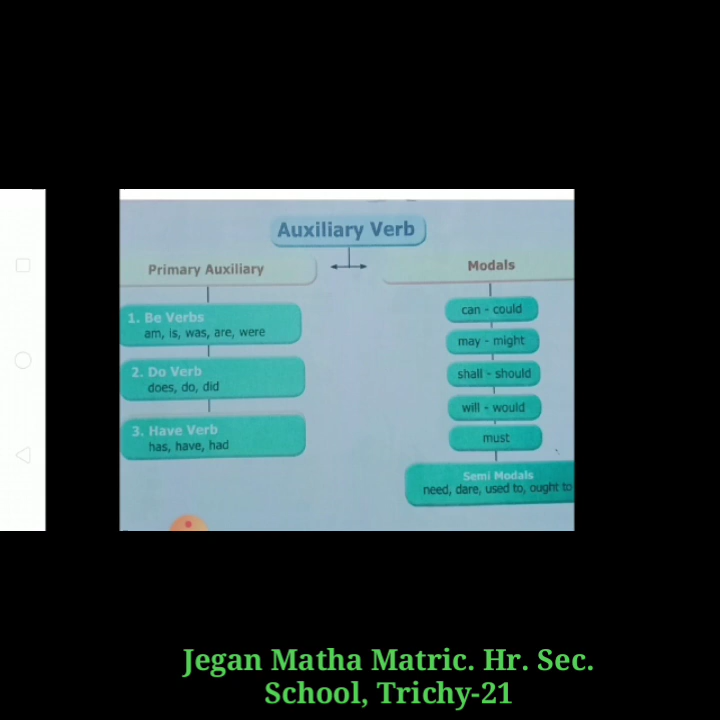 Auxiliary Verb
Primary Auxiliary
1. Be Verbs
am, is, was, are, were
2. Do Verb
does, do, did
3. Have Verb
has, have, had
Modals
can - could
may - might
shall - should
will - would
must
Semi Modals
need, dare, used to, ought to
Jegan Matha Matric. Hr. Sec.
School, Trichy-21